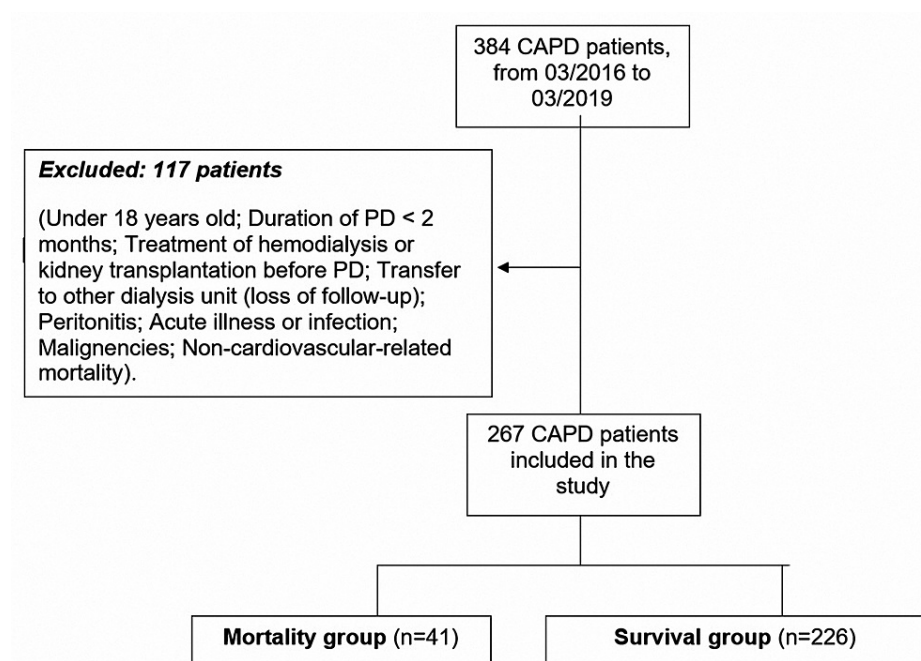 384 CAPD patients,
from 03/2016 to
03/2019
Excluded: 117 patients
(Under 18 years old; Duration of PD < 2
months; Treatment of hemodialysis or
kidney transplantation before PD; Transfer
to other dialysis unit (loss of follow-up);
Peritonitis; Acute illness or infection;
Malignancies; Non-cardiovascular-related
mortality).
267 CAPD patients
included in the
study
Mortality group (n=41)
Survival group (n=226)